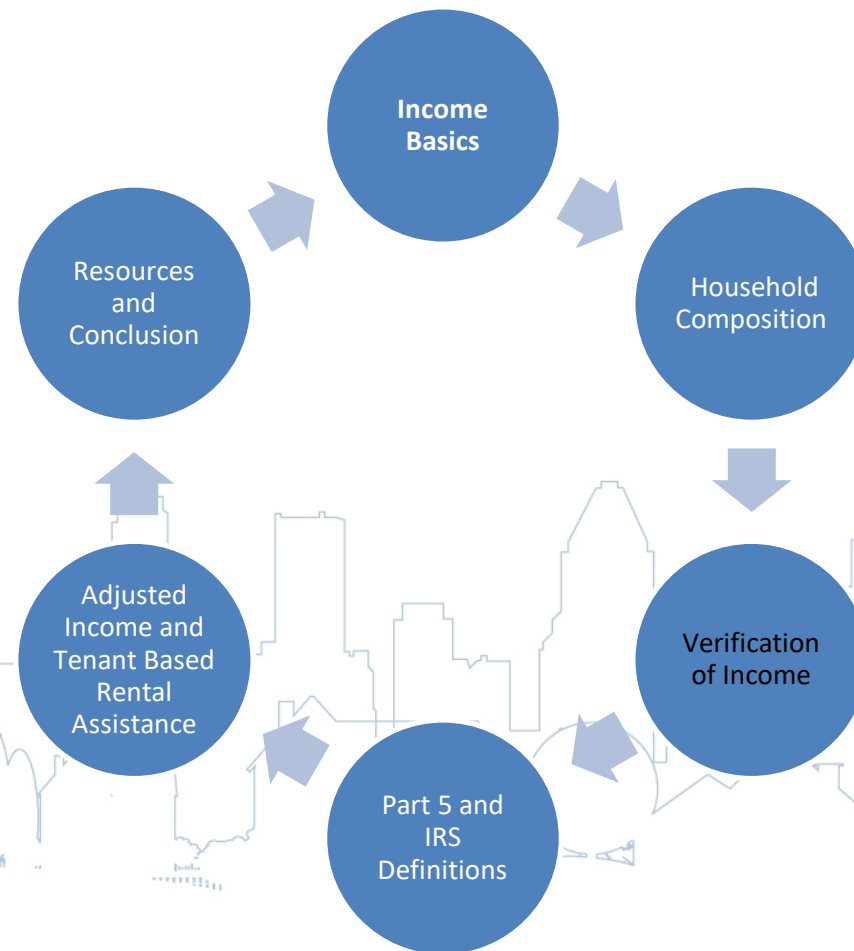 Income
Basics
Household
Composition
Verification
of Income
Part 5 and
IRS
Definitions
Adjusted
Income and
Tenant Based
Rental
Assistance
Resources
and
Conclusion